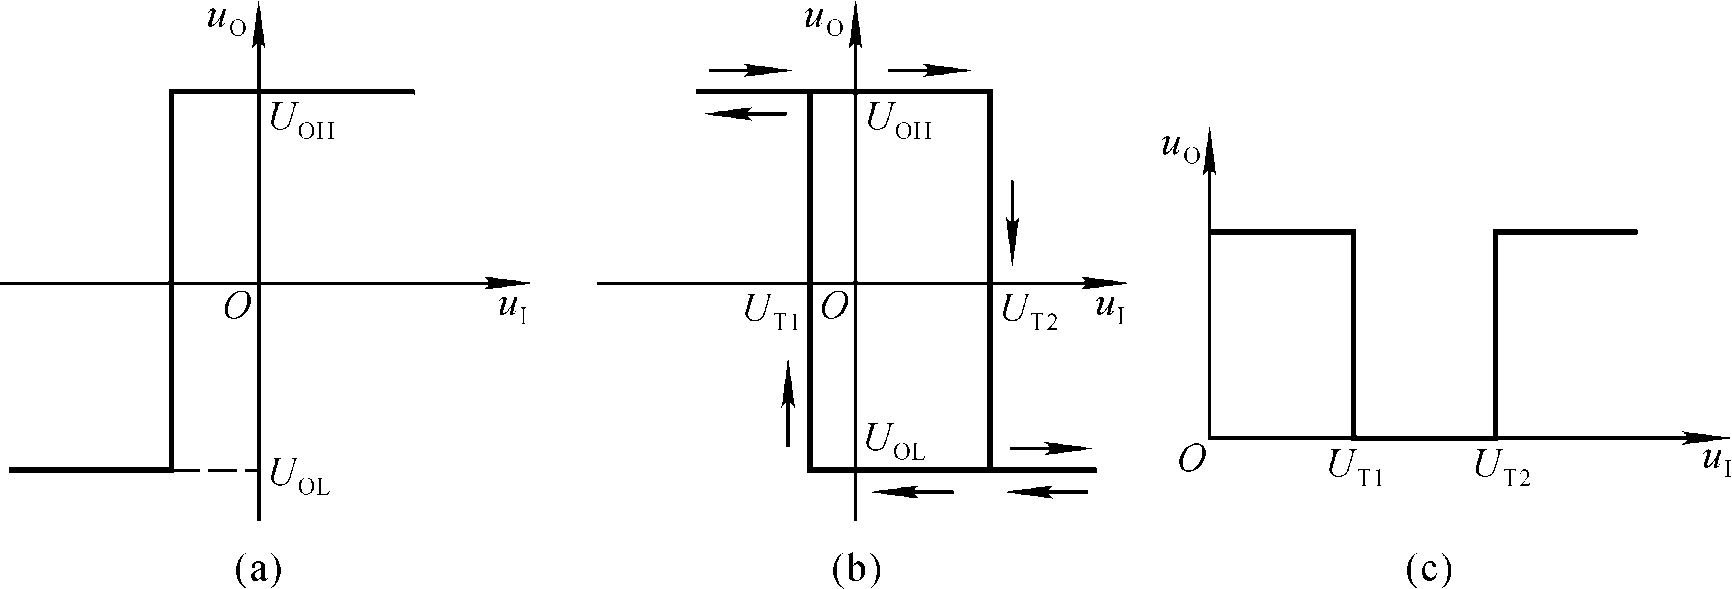 u_O
U_OH
O
u_I
U_OL
(a)
u_O
U_OH
U_T1
O
U_T2
u_I
U_OL
(b)
u_O
O
U_T1
U_T2
u_I
(c)